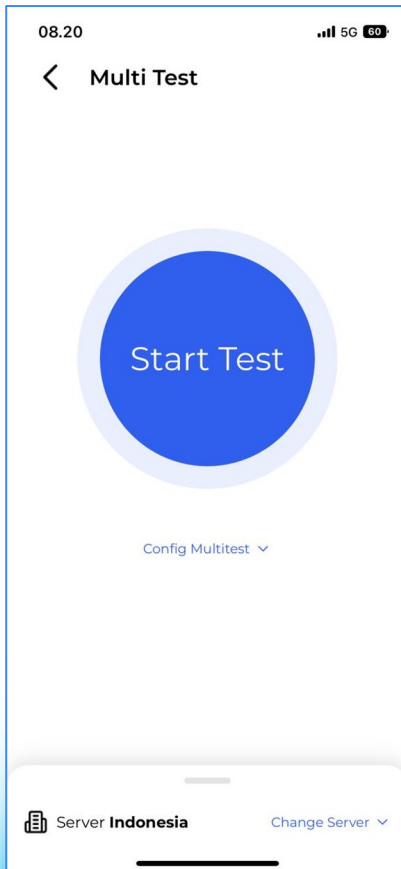 08.20 5G 60
Multi Test
Start Test
Config Multitest
Server Indonesia Change Server